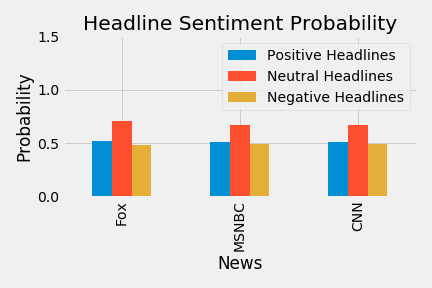 Headline Sentiment Probability
1.5
1.0
0.5
0.0
Probability
Positive Headlines
Neutral Headlines
Negative Headlines
Fox
MSNBC
CNN
News